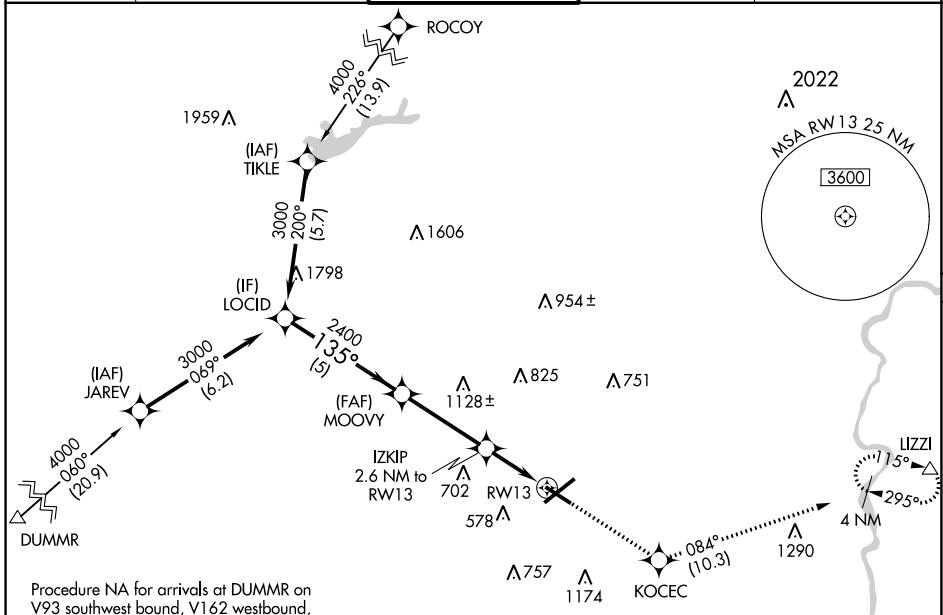 ROCOY
4000
226°
(13.9)
2022
1959
MSA RW13 25 NM
3600
(IAF)
TIKLE
3000
200°
(5.7)
1606
1798
(IF)
LOCID
954±
2400
135°
(5)
3000
069°
(6.2)
(IAF)
JAREV
825
751
1128±
(FAF)
MOOVY
4000
060°
(20.9)
IZKIP
2.6 NM to
RW13
702
RW13
578
LIZZI
115°
295°
4 NM
DUMMR
084°
(10.3)
1290
KOCEC
757
1174
Procedure NA for arrivals at DUMMR on
V93 southwest bound, V162 westbound,